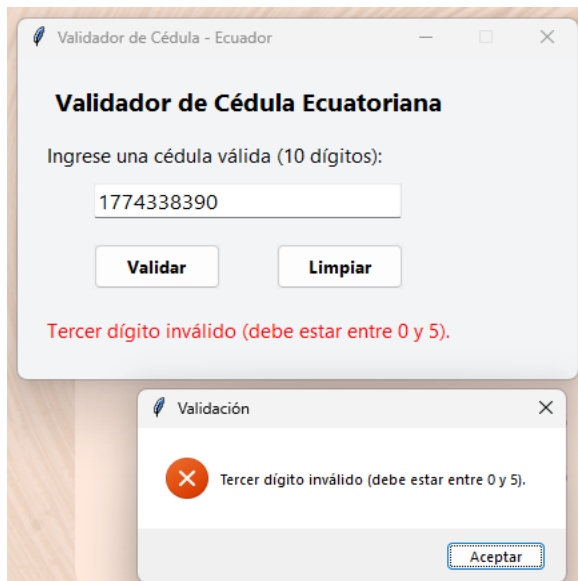 Validador de Cédula - Ecuador
Validador de Cédula Ecuatoriana
Ingrese una cédula válida (10 dígitos):
1774338390
Validar Limpiar
Tercer dígito inválido (debe estar entre 0 y 5).
Validación
Tercer dígito inválido (debe estar entre 0 y 5).
Aceptar